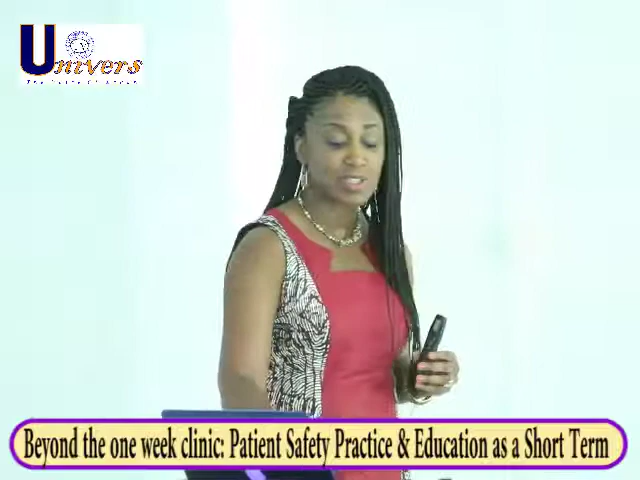 Univers
Beyond the one week clinic: Patient Safety Practice & Education as a Short Term